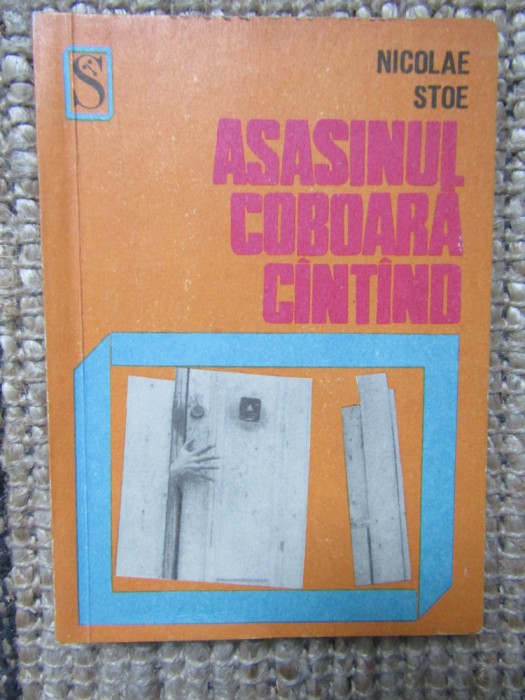 S
NICOLAE
STOE
ASASINUL
COBOARĂ
CÎNTÎND